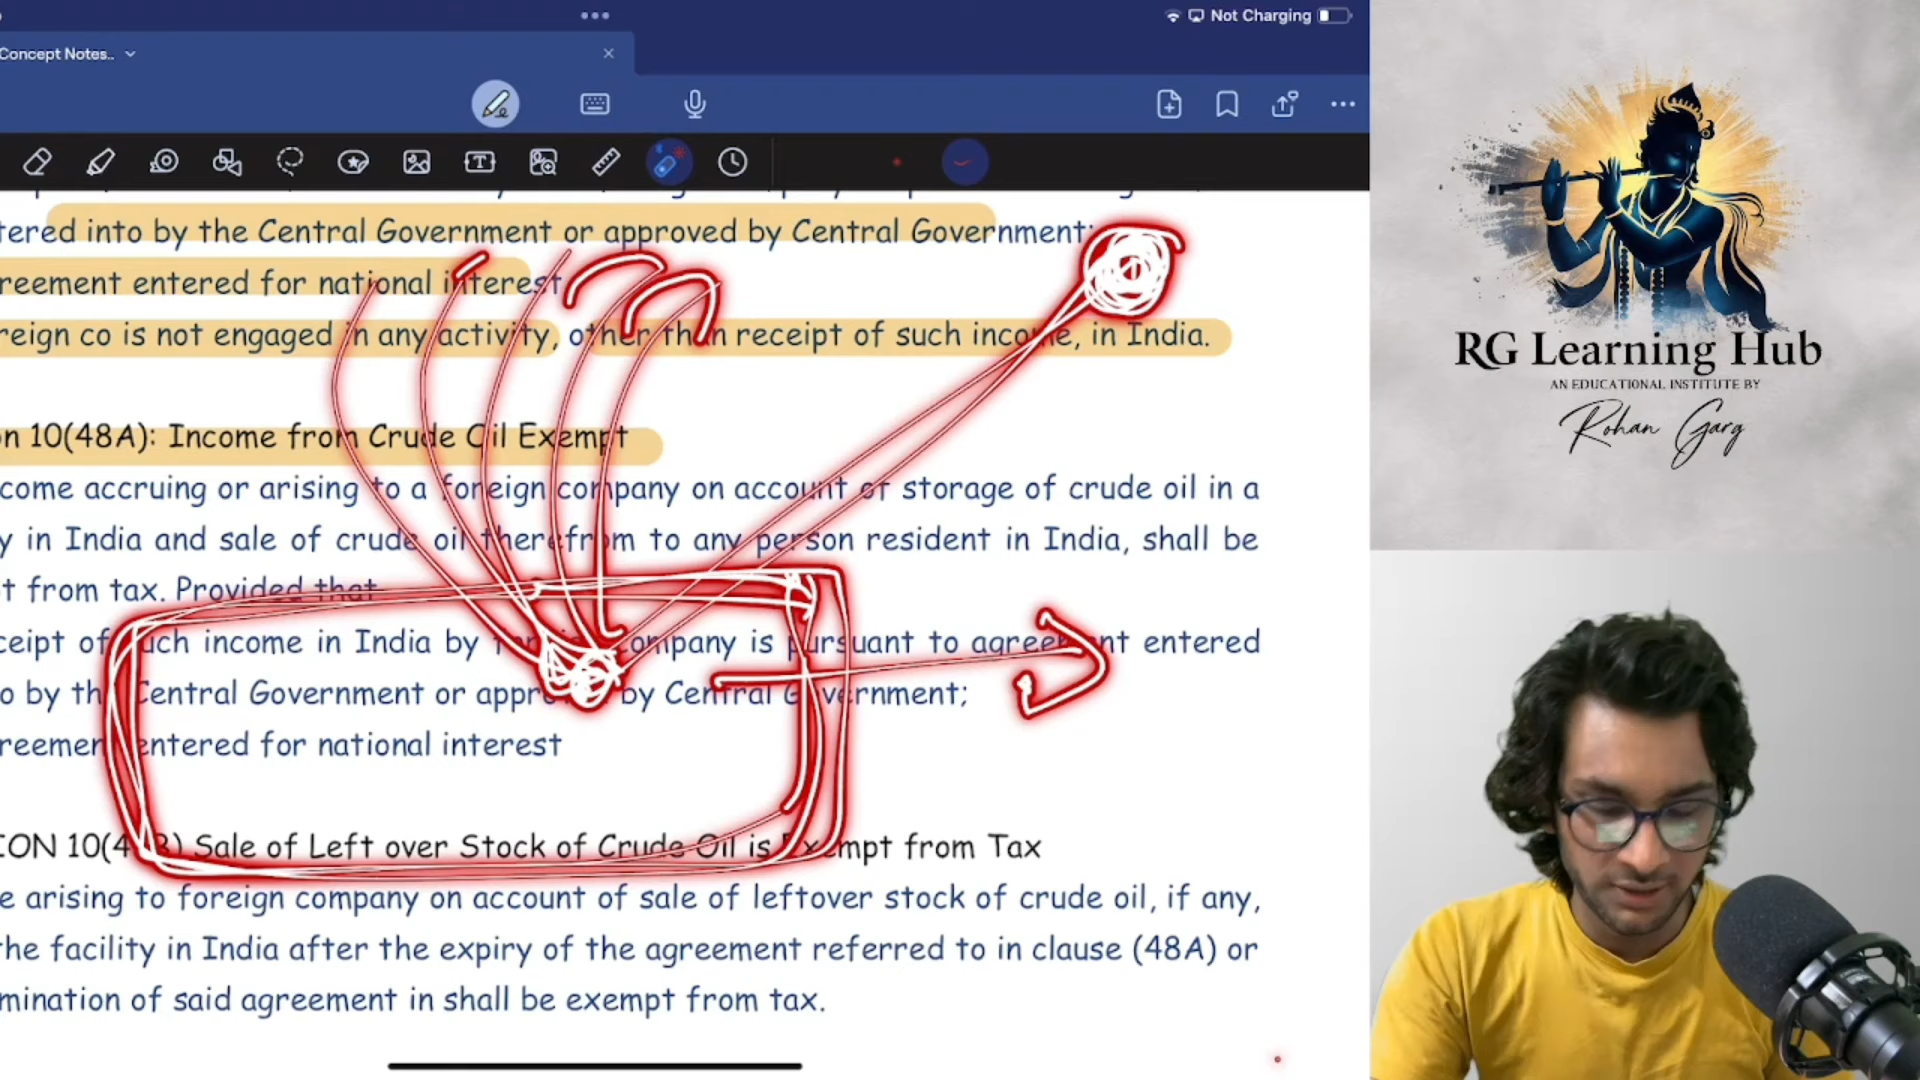 Not Charging
Concept Notes..
tered into by the Central Government or approved by Central Government;
reement entered for national interest
reign co is not engaged in any activity, other than receipt of such income, in India.
n 10(48A): Income from Crude Oil Exempt
come accruing or arising to a foreign company on account of storage of crude oil in a
y in India and sale of crude oil therefrom to any person resident in India, shall be
t from tax. Provided that
ceipt of such income in India by company is pursuant to agreement entered
o by the Central Government or approved by Central Government;
reement entered for national interest
ION 10(48B) Sale of Left over Stock of Crude Oil is Exempt from Tax
e arising to foreign company on account of sale of leftover stock of crude oil, if any,
the facility in India after the expiry of the agreement referred to in clause (48A) or
mination of said agreement in shall be exempt from tax.
RG Learning Hub
AN EDUCATIONAL INSTITUTE BY
Rohan Garg